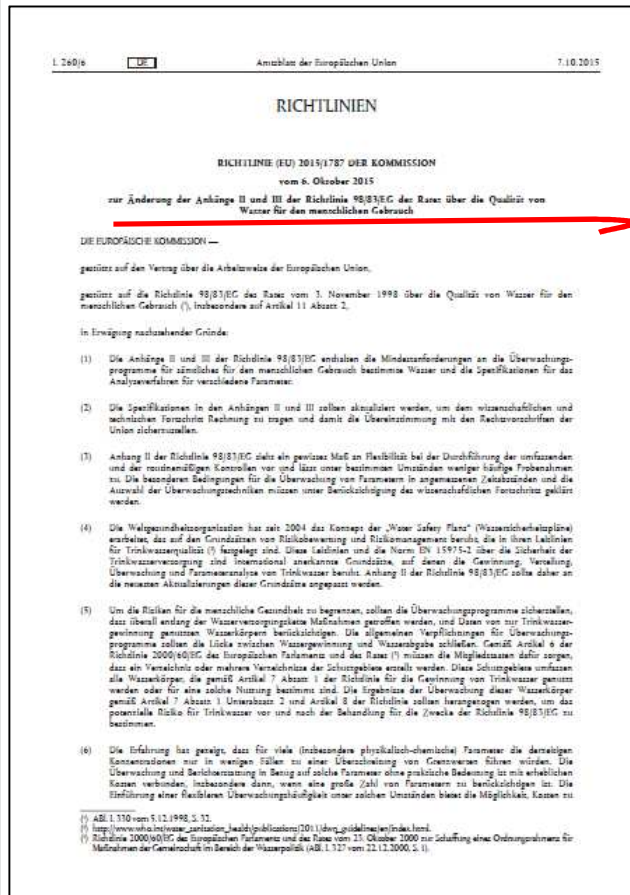 L 260/6 DE Amtsblatt der Europäischen Union 7.10.2015
RICHTLINIEN
RICHTLINIE (EU) 2015/1787 DER KOMMISSION
vom 6. Oktober 2015
zur Änderung der Anhänge II und III der Richtlinie 98/83/EG des Rates über die Qualität von
Wasser für den menschlichen Gebrauch
DIE EUROPÄISCHE KOMMISSION —
gestützt auf den Vertrag über die Arbeitsweise der Europäischen Union,
gestützt auf die Richtlinie 98/83/EG des Rates vom 3. November 1998 über die Qualität von Wasser für den
menschlichen Gebrauch (¹), insbesondere auf Artikel 11 Absatz 2,
in Erwägung nachstehender Gründe:
(1) Die Anhänge II und III der Richtlinie 98/83/EG enthalten die Mindestanforderungen an die Überwachungs-
programme für sämtliches für den menschlichen Gebrauch bestimmte Wasser und die Spezifikationen für das
Analyseverfahren für verschiedene Parameter.
(2) Die Spezifikationen in den Anhängen II und III sollten aktualisiert werden, um dem wissenschaftlichen und
technischen Fortschritt Rechnung zu tragen und damit die Übereinstimmung mit den Rechtsvorschriften der
Union sicherzustellen.
(3) Anhang II der Richtlinie 98/83/EG sieht ein gewisses Maß an Flexibilität bei der Durchführung der umfassenden
und der routinemäßigen Kontrollen vor und lässt unter bestimmten Umständen weniger häufige Probenahmen
zu. Die besonderen Bedingungen für die Überwachung von Parametern in angemessenen Zeitabständen und die
Auswahl der Überwachungstechniken müssen unter Berücksichtigung des wissenschaftlichen Fortschritts geklärt
werden.
(4) Die Weltgesundheitsorganisation hat seit 2004 das Konzept der „Water Safety Plans“ (Wassersicherheitspläne)
erarbeitet, das auf den Grundsätzen von Risikobewertung und Risikomanagement beruht, die in ihren Leitlinien
für Trinkwasserqualität (²) festgelegt sind. Diese Leitlinien und die Norm EN 15975-2 über die Sicherheit der
Trinkwasserversorgung sind international anerkannte Grundsätze, auf denen die Gewinnung, Verteilung,
Überwachung und Parameteranalyse von Trinkwasser beruht. Anhang II der Richtlinie 98/83/EG sollte daher an
die neuesten Aktualisierungen dieser Grundsätze angepasst werden.
(5) Um die Risiken für die menschliche Gesundheit zu begrenzen, sollten die Überwachungsprogramme sicherstellen,
dass überall entlang der Wasserversorgungskette Maßnahmen getroffen werden, und Daten von zur Trinkwasser-
gewinnung genutzten Wasserkörpern berücksichtigen. Die allgemeinen Verpflichtungen für Überwachungs-
programme sollten die Lücke zwischen Wassergewinnung und Wasserabgabe schließen. Gemäß Artikel 6 der
Richtlinie 2000/60/EG des Europäischen Parlaments und des Rates (³) müssen die Mitgliedstaaten dafür sorgen,
dass ein Verzeichnis oder mehrere Verzeichnisse der Schutzgebiete erstellt werden. Diese Schutzgebiete umfassen
alle Wasserkörper, die gemäß Artikel 7 Absatz 1 der Richtlinie für die Gewinnung von Trinkwasser genutzt
werden oder für eine solche Nutzung bestimmt sind. Die Ergebnisse der Überwachung dieser Wasserkörper
gemäß Artikel 7 Absatz 1 Unterabsatz 2 und Artikel 8 der Richtlinie sollten herangezogen werden, um das
potenzielle Risiko für Trinkwasser vor und nach der Behandlung für die Zwecke der Richtlinie 98/83/EG zu
bestimmen.
(6) Die Erfahrung hat gezeigt, dass für viele (insbesondere physikalisch-chemische) Parameter die derzeitigen
Konzentrationen nur in wenigen Fällen zu einer Überschreitung von Grenzwerten führen würden. Die
Überwachung und Berichterstattung in Bezug auf solche Parameter ohne praktische Bedeutung ist mit erheblichen
Kosten verbunden, insbesondere dann, wenn eine große Zahl von Parametern zu berücksichtigen ist. Die
Einführung einer flexibleren Überwachungshäufigkeit unter solchen Umständen bietet die Möglichkeit, Kosten zu
(¹) ABl. L 330 vom 5.12.1998, S. 32.
(²) http://www.who.int/water_sanitation_health/publications/2011/dwq_guidelines/en/index.html.
(³) Richtlinie 2000/60/EG des Europäischen Parlaments und des Rates vom 23. Oktober 2000 zur Schaffung eines Ordnungsrahmens für
Maßnahmen der Gemeinschaft im Bereich der Wasserpolitik (ABl. L 327 vom 22.12.2000, S. 1).